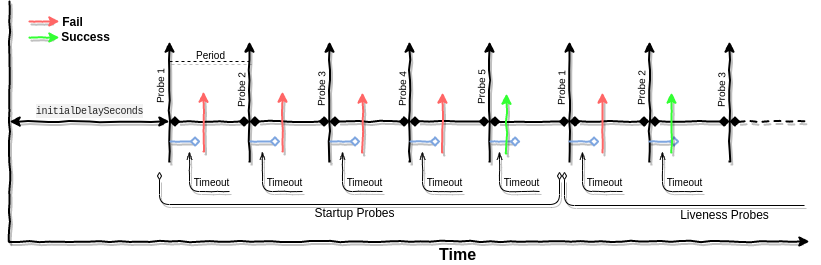 Fail
Success
Period
Probe 1
Probe 2
Probe 3
Probe 4
Probe 5
Probe 1
Probe 2
Probe 3
initialDelaySeconds
Timeout
Timeout
Timeout
Timeout
Timeout
Timeout
Timeout
Startup Probes
Liveness Probes
Time